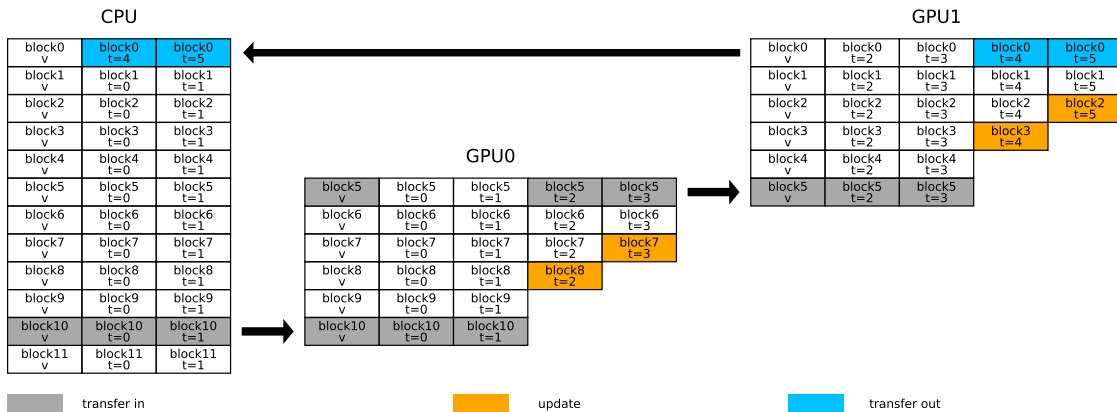 CPU
block0 block0 block0
v t=4 t=5
block1 block1 block1
v t=0 t=1
block2 block2 block2
v t=0 t=1
block3 block3 block3
v t=0 t=1
block4 block4 block4
v t=0 t=1
block5 block5 block5
v t=0 t=1
block6 block6 block6
v t=0 t=1
block7 block7 block7
v t=0 t=1
block8 block8 block8
v t=0 t=1
block9 block9 block9
v t=0 t=1
block10 block10 block10
v t=0 t=1
block11 block11 block11
v t=0 t=1
GPU0
block5 block5 block5 block5 block5
v t=0 t=1 t=2 t=3
block6 block6 block6 block6 block6
v t=0 t=1 t=2 t=3
block7 block7 block7 block7 block7
v t=0 t=1 t=2 t=3
block8 block8 block8 block8
v t=0 t=1 t=2
block9 block9 block9
v t=0 t=1
block10 block10 block10
v t=0 t=1
GPU1
block0 block0 block0 block0 block0
v t=2 t=3 t=4 t=5
block1 block1 block1 block1 block1
v t=2 t=3 t=4 t=5
block2 block2 block2 block2 block2
v t=2 t=3 t=4 t=5
block3 block3 block3 block3
v t=2 t=3 t=4
block4 block4 block4
v t=2 t=3
block5 block5 block5
v t=2 t=3
transfer in
update
transfer out